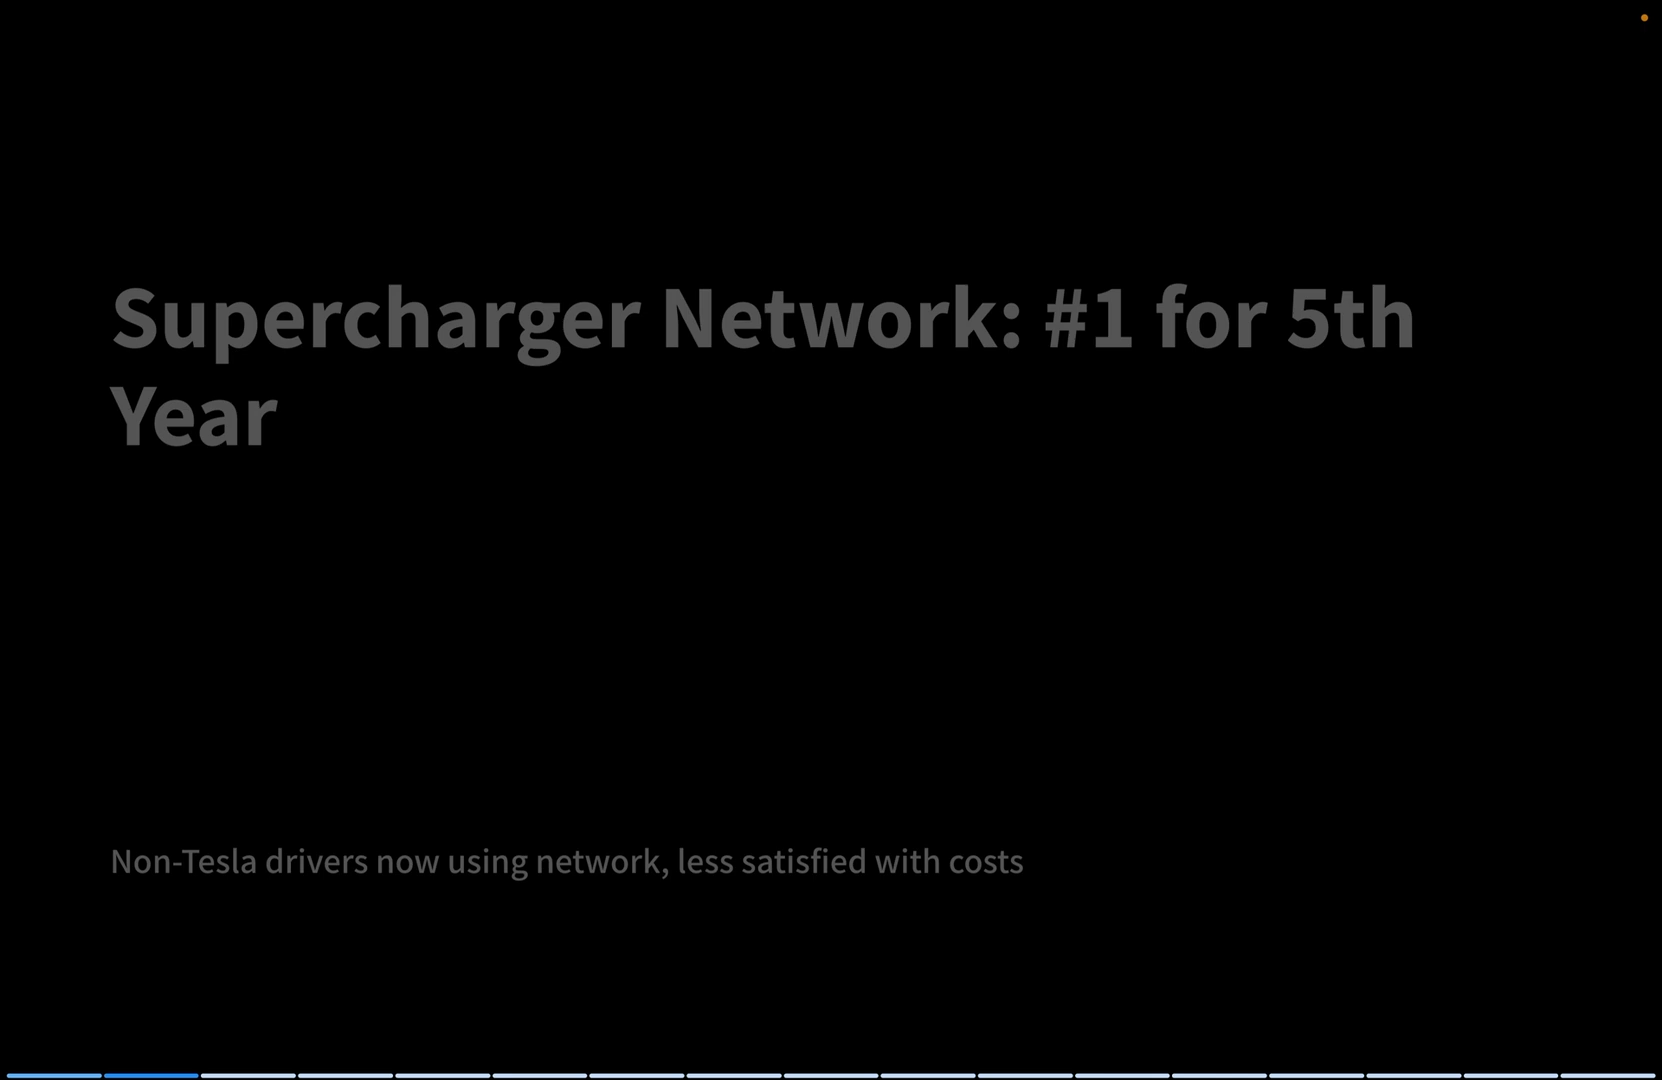 Supercharger Network: #1 for 5th
Year
Non-Tesla drivers now using network, less satisfied with costs